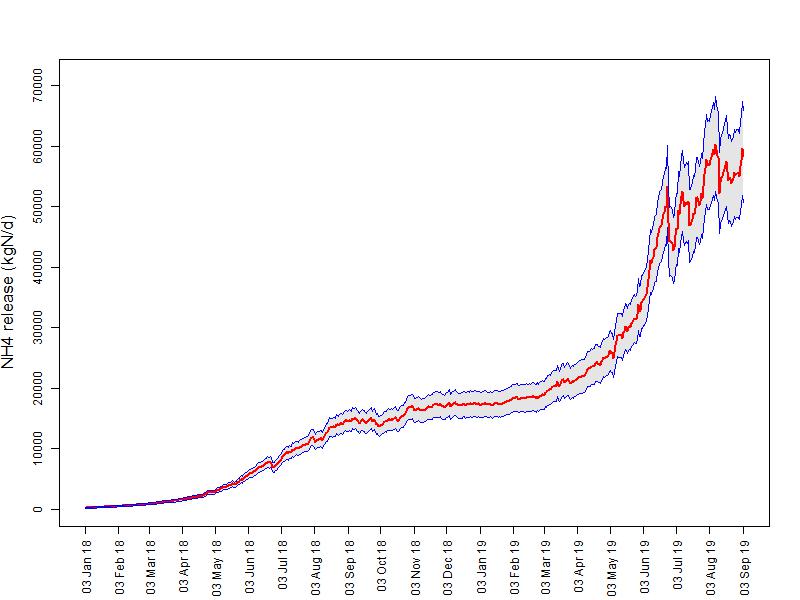 NH4 release (kgN/d)
70000
60000
50000
40000
30000
20000
10000
0
03 Jan 18
03 Feb 18
03 Mar 18
03 Apr 18
03 May 18
03 Jun 18
03 Jul 18
03 Aug 18
03 Sep 18
03 Oct 18
03 Nov 18
03 Dec 18
03 Jan 19
03 Feb 19
03 Mar 19
03 Apr 19
03 May 19
03 Jun 19
03 Jul 19
03 Aug 19
03 Sep 19